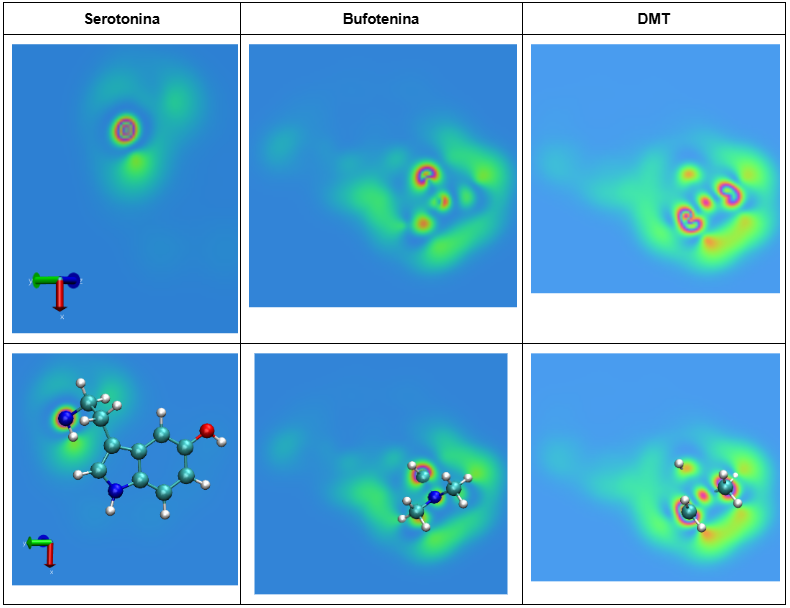 Serotonina
Bufotenina
DMT
y
z
x
y
x